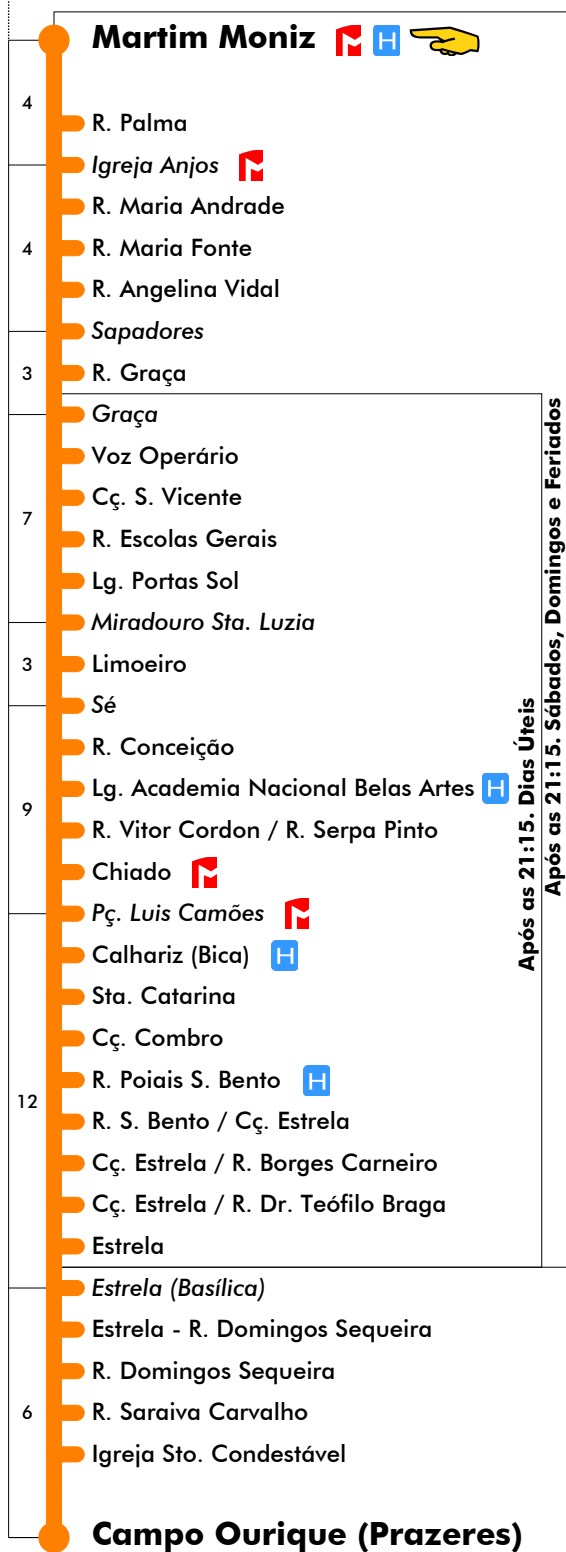 Martim Moniz H
4
R. Palma
Igreja Anjos
R. Maria Andrade
4
R. Maria Fonte
R. Angelina Vidal
Sapadores
3
R. Graça
Graça
Voz Operário
Cç. S. Vicente
7
R. Escolas Gerais
Lg. Portas Sol
Miradouro Sta. Luzia
3
Limoeiro
Sé
R. Conceição
Lg. Academia Nacional Belas Artes H
9
R. Vitor Cordon / R. Serpa Pinto
Chiado
Pç. Luis Camões
Calhariz (Bica) H
Sta. Catarina
Cç. Combro
R. Poiais S. Bento H
12
R. S. Bento / Cç. Estrela
Cç. Estrela / R. Borges Carneiro
Cç. Estrela / R. Dr. Teófilo Braga
Estrela
Estrela (Basílica)
Estrela - R. Domingos Sequeira
R. Domingos Sequeira
6
R. Saraiva Carvalho
Igreja Sto. Condestável
Campo Ourique (Prazeres)
Após as 21:15. Dias Úteis
Após as 21:15. Sábados, Domingos e Feriados